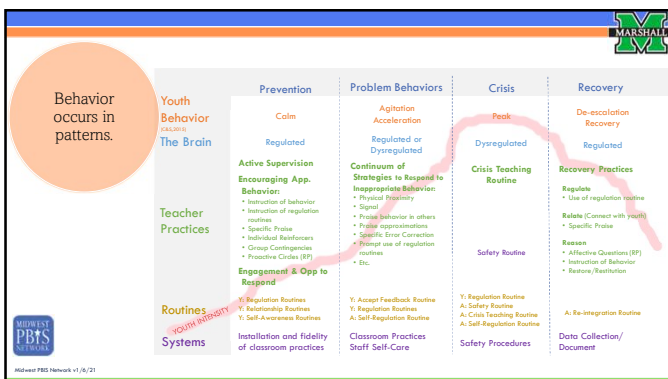 MARSHALL
Behavior
occurs in
patterns.
Prevention
Problem Behaviors
Crisis
Recovery
Youth
Behavior
Calm
Agitation
Acceleration
Peak
De-escalation
Recovery
The Brain
Regulated
Regulated or
Dysregulated
Dysregulated
Regulated
Teacher
Practices
Active Supervision
Encouraging App.
Behavior:
• Instruction of behavior
• Instruction of regulation
routines
• Specific Praise
• Individual Reinforcers
• Group Contingencies
• Proactive Circles (RP)
Engagement & Opp to
Respond
Continuum of
Strategies to Respond to
Inappropriate Behavior:
• Physical Proximity
• Signal
• Praise behavior in others
• Praise approximations
• Specific Error Correction
• Prompt use of regulation
routines
• Etc.
Crisis Teaching
Routine
Safety Routine
Recovery Practices
Regulate
• Use of regulation routine
Relate (Connect with youth)
• Specific Praise
Reason
• Affective Questions (RP)
• Instruction of Behavior
• Restore/Restitution
Routines
YOUTH INTENSITY
Y: Regulation Routines
Y: Relationship Routines
Y: Self-Awareness Routines
Y: Accept Feedback Routine
Y: Regulation Routines
A: Self-Regulation Routine
Y: Regulation Routine
A: Safety Routine
A: Crisis Teaching Routine
A: Self-Regulation Routine
A: Re-integration Routine
Systems
Installation and fidelity
of classroom practices
Classroom Practices
Staff Self-Care
Safety Procedures
Data Collection/
Document
MIDWEST
PBIS
NETWORK
Midwest PBIS Network v1/6/21